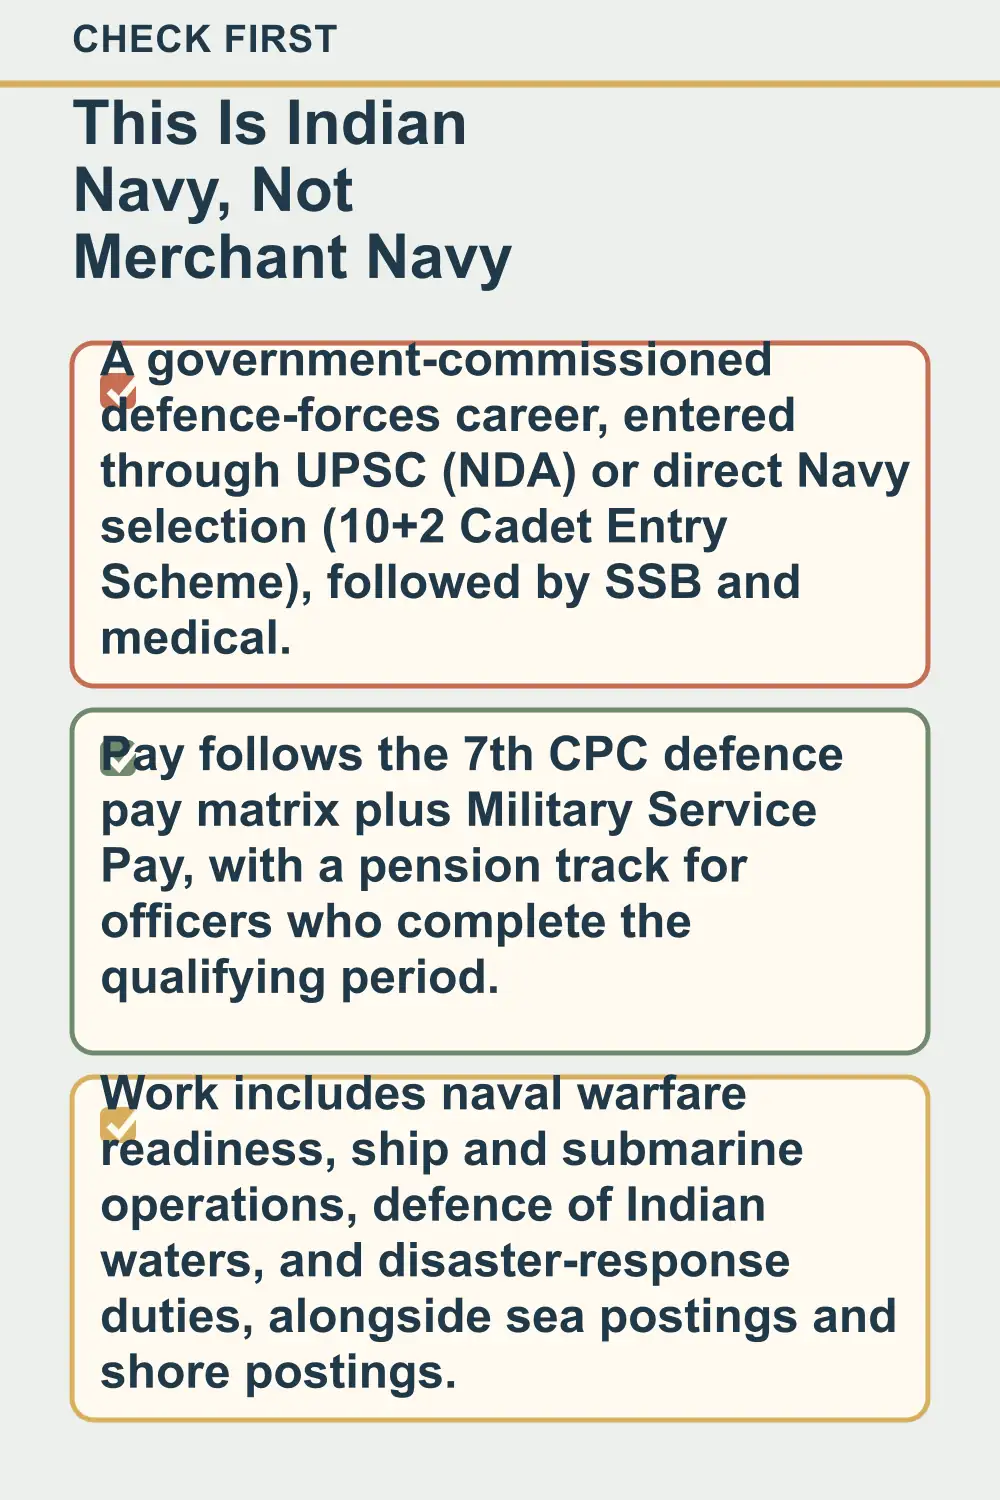 CHECK FIRST
This Is Indian
Navy, Not
Merchant Navy
A government-commissioned
defence-forces career, entered
through UPSC (NDA) or direct Navy
selection (10+2 Cadet Entry
Scheme), followed by SSB and
medical.
Pay follows the 7th CPC defence
pay matrix plus Military Service
Pay, with a pension track for
officers who complete the
qualifying period.
Work includes naval warfare
readiness, ship and submarine
operations, defence of Indian
waters, and disaster-response
duties, alongside sea postings and
shore postings.